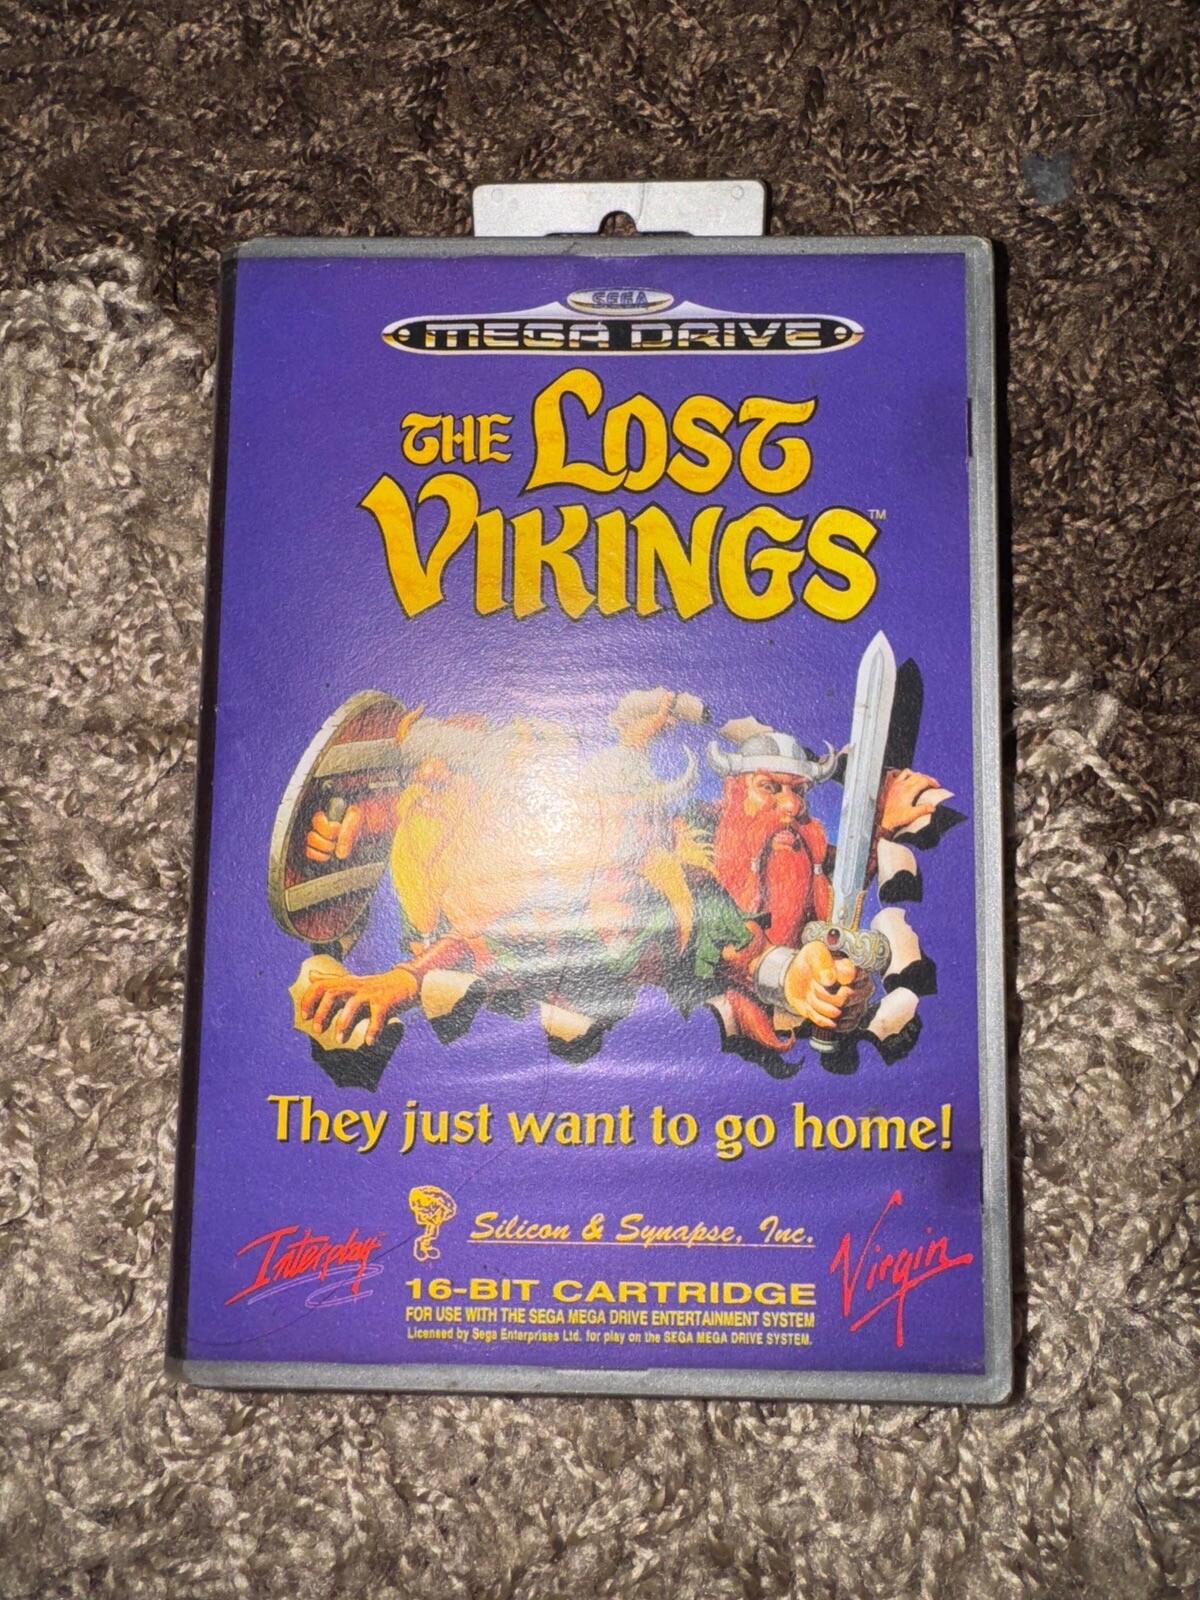 SEGA
MEGA DRIVE
THE LOST
VIKINGS™
They just want to go home!
Interplay™
Silicon & Synapse, Inc.
Virgin
16-BIT CARTRIDGE
FOR USE WITH THE SEGA MEGA DRIVE ENTERTAINMENT SYSTEM
Licensed by Sega Enterprises Ltd. for play on the SEGA MEGA DRIVE SYSTEM.